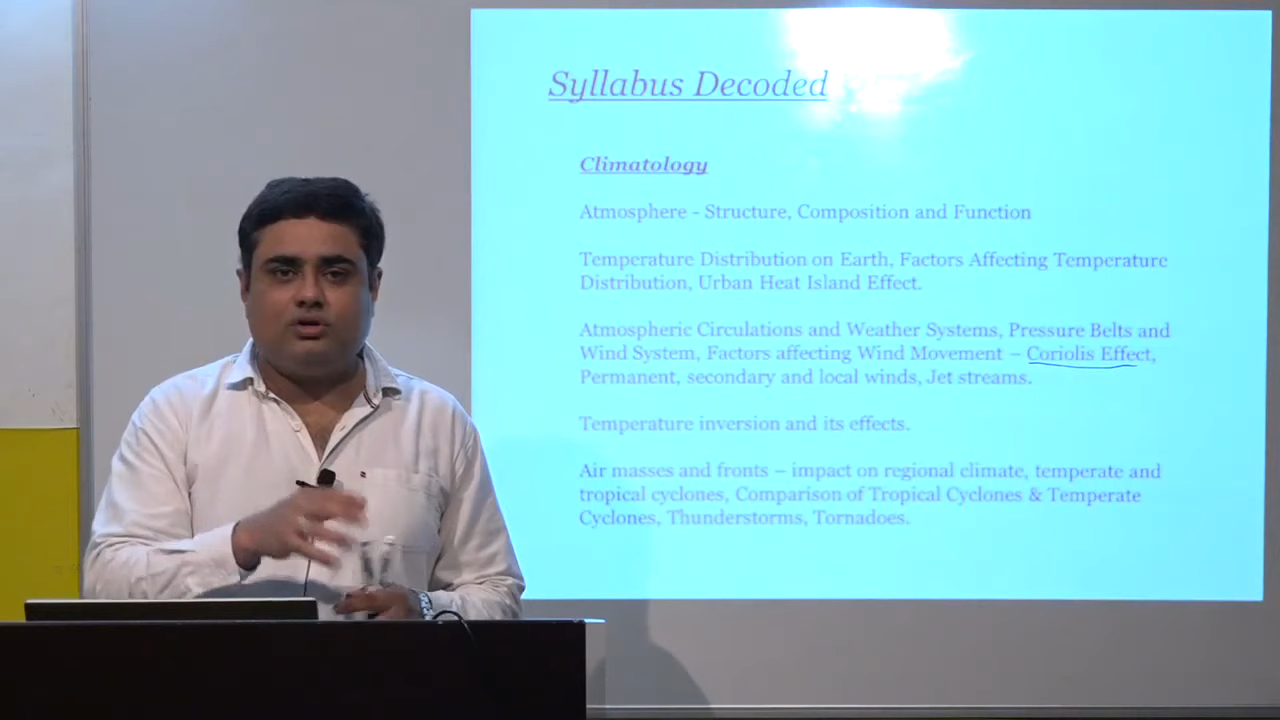 Syllabus Decoded
Climatology
Atmosphere - Structure, Composition and Function
Temperature Distribution on Earth, Factors Affecting Temperature
Distribution, Urban Heat Island Effect.
Atmospheric Circulations and Weather Systems, Pressure Belts and
Wind System, Factors affecting Wind Movement – Coriolis Effect,
Permanent, secondary and local winds, Jet streams.
Temperature inversion and its effects.
Air masses and fronts – impact on regional climate, temperate and
tropical cyclones, Comparison of Tropical Cyclones & Temperate
Cyclones, Thunderstorms, Tornadoes.